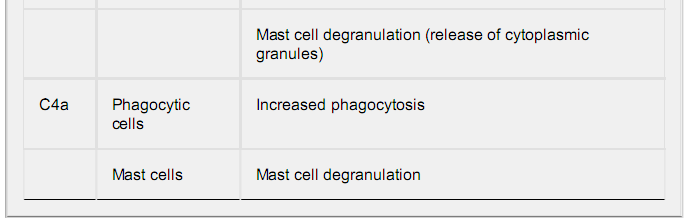 Mast cell degranulation (release of cytoplasmic
granules)
C4a Phagocytic Increased phagocytosis
cells
Mast cells Mast cell degranulation